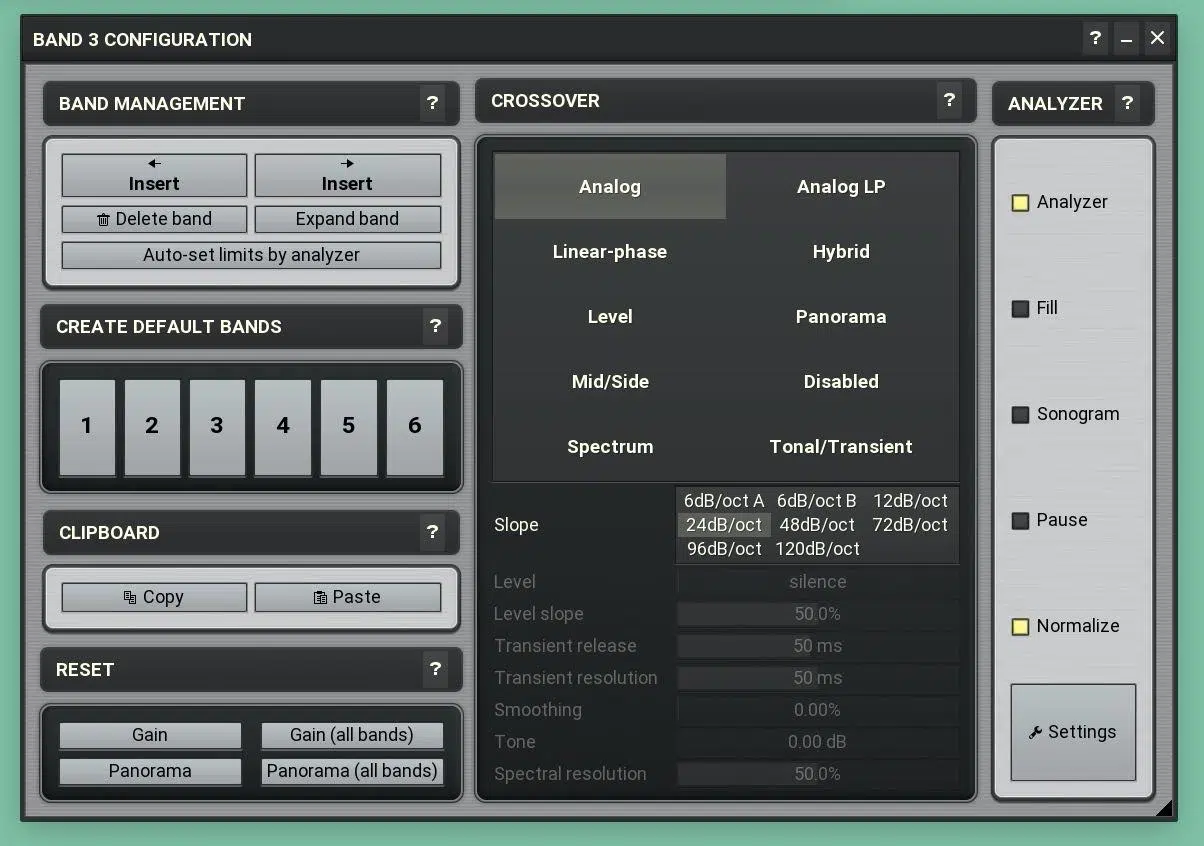 BAND 3 CONFIGURATION ?
BAND MANAGEMENT ?
← Insert → Insert
Delete band Expand band
Auto-set limits by analyzer
CREATE DEFAULT BANDS ?
1 2 3 4 5 6
CLIPBOARD ?
Copy Paste
RESET ?
Gain Gain (all bands)
Panorama Panorama (all bands)
CROSSOVER ?
Analog Analog LP
Linear-phase Hybrid
Level Panorama
Mid/Side Disabled
Spectrum Tonal/Transient
6dB/oct A 6dB/oct B 12dB/oct
Slope 24dB/oct 48dB/oct 72dB/oct
96dB/oct 120dB/oct
Level silence
Level slope 50.0%
Transient release 50 ms
Transient resolution 50 ms
Smoothing 0.00%
Tone 0.00 dB
Spectral resolution 50.0%
ANALYZER ?
Analyzer
Fill
Sonogram
Pause
Normalize
Settings